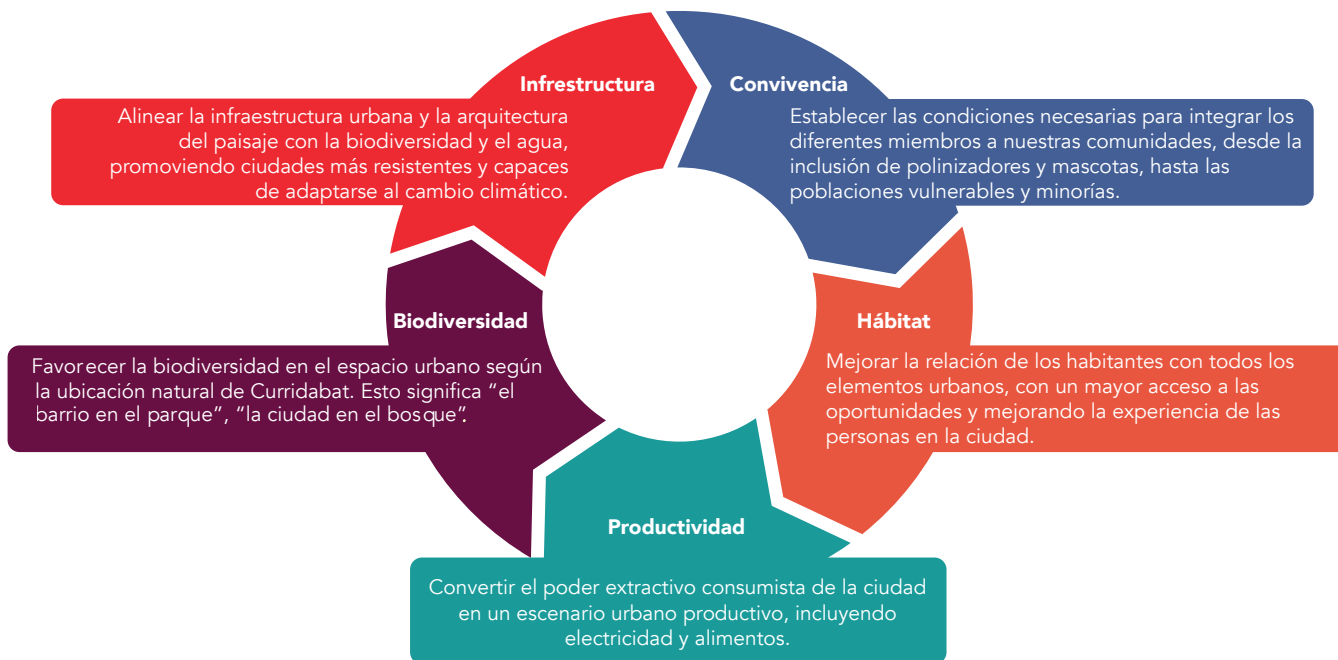 Infrestructura
Alinear la infraestructura urbana y la arquitectura
del paisaje con la biodiversidad y el agua,
promoviendo ciudades más resistentes y capaces
de adaptarse al cambio climático.
Convivencia
Establecer las condiciones necesarias para integrar los
diferentes miembros a nuestras comunidades, desde la
inclusión de polinizadores y mascotas, hasta las
poblaciones vulnerables y minorías.
Biodiversidad
Favorecer la biodiversidad en el espacio urbano según
la ubicación natural de Curridabat. Esto significa “el
barrio en el parque”, “la ciudad en el bosque”.
Hábitat
Mejorar la relación de los habitantes con todos los
elementos urbanos, con un mayor acceso a las
oportunidades y mejorando la experiencia de las
personas en la ciudad.
Productividad
Convertir el poder extractivo consumista de la ciudad
en un escenario urbano productivo, incluyendo
electricidad y alimentos.